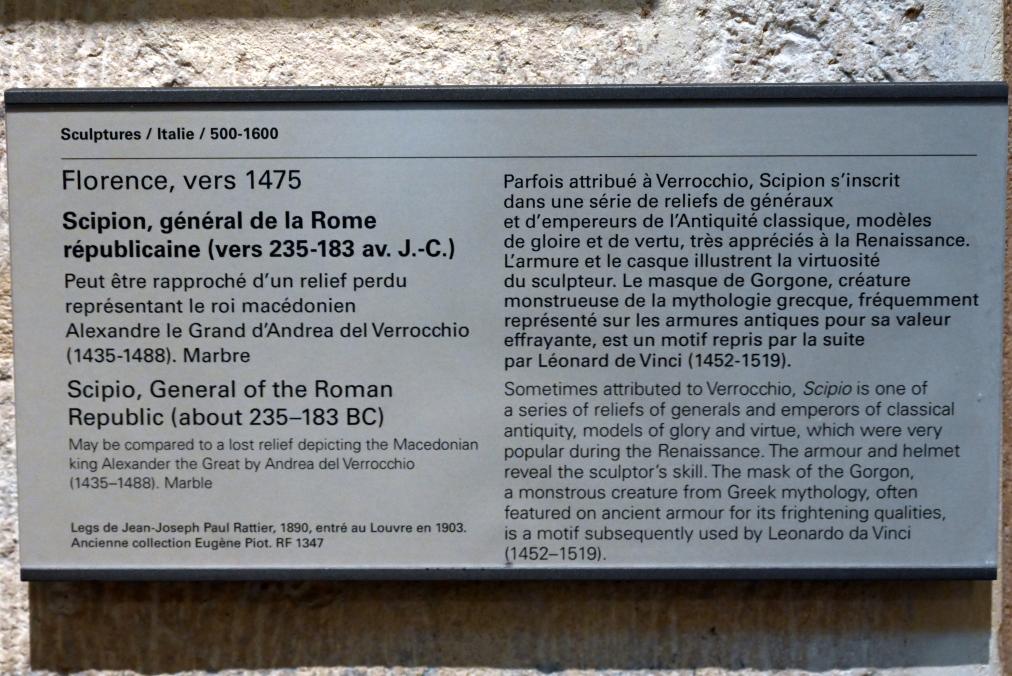 Sculptures / Italie / 500-1600
Florence, vers 1475
Scipion, général de la Rome
républicaine (vers 235-183 av. J.-C.)
Peut être rapproché d'un relief perdu
représentant le roi macédonien
Alexandre le Grand d'Andrea del Verrocchio
(1435-1488). Marbre
Scipio, General of the Roman
Republic (about 235–183 BC)
May be compared to a lost relief depicting the Macedonian
king Alexander the Great by Andrea del Verrocchio
(1435–1488). Marble
Legs de Jean-Joseph Paul Rattier, 1890, entré au Louvre en 1903.
Ancienne collection Eugène Piot. RF 1347
Parfois attribué à Verrocchio, Scipion s'inscrit
dans une série de reliefs de généraux
et d'empereurs de l'Antiquité classique, modèles
de gloire et de vertu, très appréciés à la Renaissance.
L'armure et le casque illustrent la virtuosité
du sculpteur. Le masque de Gorgone, créature
monstrueuse de la mythologie grecque, fréquemment
représenté sur les armures antiques pour sa valeur
effrayante, est un motif repris par la suite
par Léonard de Vinci (1452-1519).
Sometimes attributed to Verrocchio, Scipio is one of
a series of reliefs of generals and emperors of classical
antiquity, models of glory and virtue, which were very
popular during the Renaissance. The armour and helmet
reveal the sculptor's skill. The mask of the Gorgon,
a monstrous creature from Greek mythology, often
featured on ancient armour for its frightening qualities,
is a motif subsequently used by Leonardo da Vinci
(1452–1519).